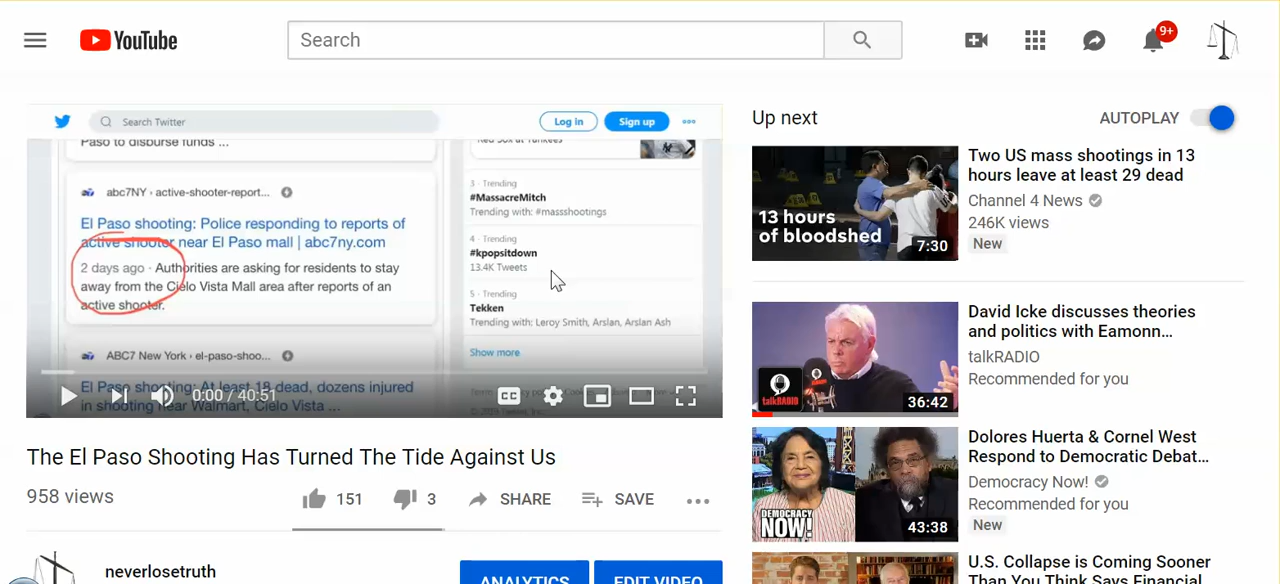 YouTube
Search
9+
Search Twitter
Log in
Sign up
Paso to disburse funds ...
Red Sox at Yankees
abc7NY › active-shooter-report...
El Paso shooting: Police responding to reports of
active shooter near El Paso mall | abc7ny.com
2 days ago · Authorities are asking for residents to stay
away from the Cielo Vista Mall area after reports of an
active shooter.
ABC7 New York › el-paso-shoo...
El Paso shooting: At least 18 dead, dozens injured
in shooting near Walmart, Cielo Vista ...
3 · Trending
#MassacreMitch
Trending with: #massshootings
4 · Trending
#kpopsitdown
13.4K Tweets
5 · Trending
Tekken
Trending with: Leroy Smith, Arslan, Arslan Ash
Show more
0:00 / 40:51
CC
The El Paso Shooting Has Turned The Tide Against Us
958 views
151
3
SHARE
SAVE
neverlosetruth
ANALYTICS
EDIT VIDEO
Up next
AUTOPLAY
13 hours
of bloodshed
7:30
Two US mass shootings in 13
hours leave at least 29 dead
Channel 4 News
246K views
New
talkRADIO
36:42
David Icke discusses theories
and politics with Eamonn...
talkRADIO
Recommended for you
DEMOCRACY
NOW!
43:38
Dolores Huerta & Cornel West
Respond to Democratic Debat...
Democracy Now!
Recommended for you
New
U.S. Collapse is Coming Sooner
Than You Think Says Financial